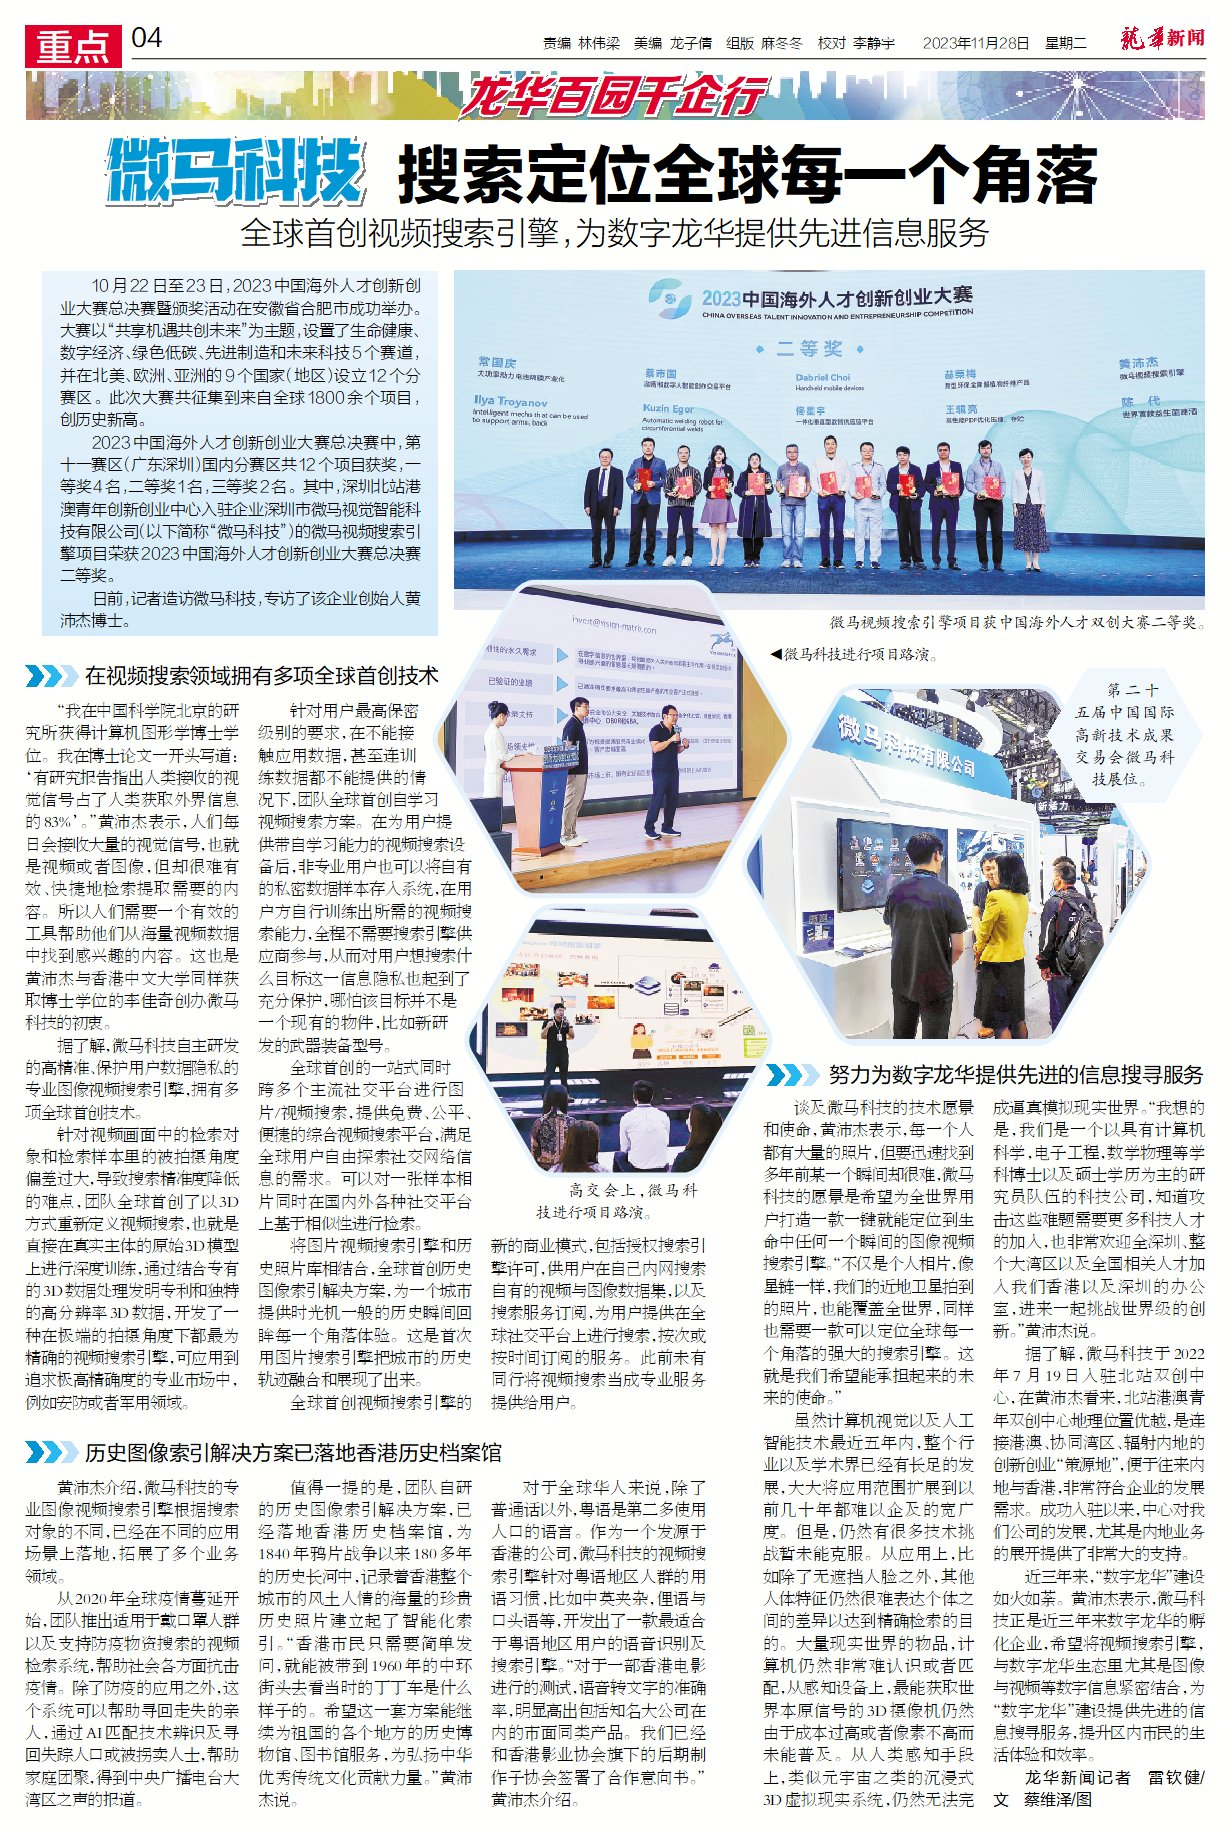 重点
04
责编 林伟梁 美编 龙子倩 组版 麻冬冬 校对 李静宇 2023年11月28日 星期二
龙华新闻
龙华百园千企行
微马科技 搜索定位全球每一个角落
全球首创视频搜索引擎，为数字龙华提供先进信息服务
10月22日至23日，2023中国海外人才创新创
业大赛总决赛暨颁奖活动在安徽省合肥市成功举办。
大赛以“共享机遇共创未来”为主题，设置了生命健康、
数字经济、绿色低碳、先进制造和未来科技5个赛道，
并在北美、欧洲、亚洲的9个国家（地区）设立12个分
赛区。此次大赛共征集到来自全球1800余个项目，
创历史新高。
2023中国海外人才创新创业大赛总决赛中，第
十一赛区（广东深圳）国内分赛区共12个项目获奖，一
等奖4名，二等奖1名，三等奖2名。其中，深圳北站港
澳青年创新创业中心入驻企业深圳市微马视觉智能科
技有限公司（以下简称“微马科技”）的微马视频搜索引
擎项目荣获2023中国海外人才创新创业大赛总决赛
二等奖。
日前，记者造访微马科技，专访了该企业创始人黄
沛杰博士。
2023中国海外人才创新创业大赛
CHINA OVERSEAS TALENT INNOVATION AND ENTREPRENEURSHIP COMPETITION
二等奖
常国庆
Ilya Troyanov
Intelligent mechs that can be used
to support arms, back
蔡市国
Kuzin Egor
Automatic welding robot for
circumferential welds
Dabriel Choi
Handheld mobile devices
赫荣梅
黄沛杰
微马视频搜索引擎
陈 代
微马视频搜索引擎项目获中国海外人才双创大赛二等奖。
◀微马科技进行项目路演。
invest@vision-matrix.com
已验证的业绩
第二十
五届中国国际
高新技术成果
交易会微马科
技展位。
微马科技有限公司
高交会上，微马科
技进行项目路演。
在视频搜索领域拥有多项全球首创技术
“我在中国科学院北京的研
究所获得计算机图形学博士学
位。我在博士论文一开头写道：
‘有研究报告指出人类接收的视
觉信号占了人类获取外界信息
的83%’。”黄沛杰表示，人们每
日会接收大量的视觉信号，也就
是视频或者图像，但却很难有
效、快捷地检索提取需要的内
容。所以人们需要一个有效的
工具帮助他们从海量视频数据
中找到感兴趣的内容。这也是
黄沛杰与香港中文大学同样获
取博士学位的李佳奇创办微马
科技的初衷。
据了解，微马科技自主研发
的高精准、保护用户数据隐私的
专业图像视频搜索引擎，拥有多
项全球首创技术。
针对视频画面中的检索对
象和检索样本里的被拍摄角度
偏差过大，导致搜索精准度降低
的难点，团队全球首创了以3D
方式重新定义视频搜索，也就是
直接在真实主体的原始3D模型
上进行深度训练，通过结合专有
的3D数据处理发明专利和独特
的高分辨率3D数据，开发了一
种在极端的拍摄角度下都最为
精确的视频搜索引擎，可应用到
追求极高精确度的专业市场中，
例如安防或者军用领域。
针对用户最高保密
级别的要求，在不能接
触应用数据，甚至连训
练数据都不能提供的情
况下，团队全球首创自学习
视频搜索方案。在为用户提
供带自学习能力的视频搜索设
备后，非专业用户也可以将自有
的私密数据样本存入系统，在用
户方自行训练出所需的视频搜
索能力，全程不需要搜索引擎供
应商参与，从而对用户想搜索什
么目标这一信息隐私也起到了
充分保护，哪怕该目标并不是
一个现有的物件，比如新研
发的武器装备型号。
全球首创的一站式同时
跨多个主流社交平台进行图
片/视频搜索，提供免费、公平、
便捷的综合视频搜索平台，满足
全球用户自由探索社交网络信
息的需求。可以对一张样本相
片同时在国内外各种社交平台
上基于相似性进行检索。
将图片视频搜索引擎和历
史照片库相结合，全球首创历史
图像索引解决方案，为一个城市
提供时光机一般的历史瞬间回
眸每一个角落体验。这是首次
用图片搜索引擎把城市的历史
轨迹融合和展现了出来。
全球首创视频搜索引擎的
新的商业模式，包括授权搜索引
擎许可，供用户在自己内网搜索
自有的视频与图像数据集，以及
搜索服务订阅，为用户提供在全
球社交平台上进行搜索，按次或
按时间订阅的服务。此前未有
同行将视频搜索当成专业服务
提供给用户。
历史图像索引解决方案已落地香港历史档案馆
黄沛杰介绍，微马科技的专
业图像视频搜索引擎根据搜索
对象的不同，已经在不同的应用
场景上落地，拓展了多个业务
领域。
从2020年全球疫情蔓延开
始，团队推出适用于戴口罩人群
以及支持防疫物资搜索的视频
检索系统，帮助社会各方面抗击
疫情。除了防疫的应用之外，这
个系统可以帮助寻回走失的亲
人，通过AI匹配技术辨识及寻
回失踪人口或被拐卖人士，帮助
家庭团聚，得到中央广播电台大
湾区之声的报道。
值得一提的是，团队自研
的历史图像索引解决方案，已
经落地香港历史档案馆，为
1840年鸦片战争以来180多年
的历史长河中，记录着香港整个
城市的风土人情的海量的珍贵
历史照片建立起了智能化索
引。“香港市民只需要简单发
问，就能被带到1960年的中环
街头去看当时的丁丁车是什么
样子的。希望这一套方案能继
续为祖国的各个地方的历史博
物馆、图书馆服务，为弘扬中华
优秀传统文化贡献力量。”黄沛
杰说。
对于全球华人来说，除了
普通话以外，粤语是第二多使用
人口的语言。作为一个发源于
香港的公司，微马科技的视频搜
索引擎针对粤语地区人群的用
语习惯，比如中英夹杂，俚语与
口头语等，开发出了一款最适合
于粤语地区用户的语音识别及
搜索引擎。“对于一部香港电影
进行的测试，语音转文字的准确
率，明显高出包括知名大公司在
内的市面同类产品。我们已经
和香港影业协会旗下的后期制
作子协会签署了合作意向书。”
黄沛杰介绍。
努力为数字龙华提供先进的信息搜寻服务
谈及微马科技的技术愿景
和使命，黄沛杰表示，每一个人
都有大量的照片，但要迅速找到
多年前某一个瞬间却很难，微马
科技的愿景是希望为全世界用
户打造一款一键就能定位到生
命中任何一个瞬间的图像视频
搜索引擎。“不仅是个人相片，像
星链一样，我们的近地卫星拍到
的照片，也能覆盖全世界，同样
也需要一款可以定位全球每一
个角落的强大的搜索引擎。这
就是我们希望能承担起来的未
来的使命。”
虽然计算机视觉以及人工
智能技术最近五年内，整个行
业以及学术界已经有长足的发
展，大大将应用范围扩展到以
前几十年都难以企及的宽广
度。但是，仍然有很多技术挑
战暂未能克服。从应用上，比
如除了无遮挡人脸之外，其他
人体特征仍然很难表达个体之
间的差异以达到精确检索的目
的。大量现实世界的物品，计
算机仍然非常难认识或者匹
配，从感知设备上，最能获取世
界本原信号的3D摄像机仍然
由于成本过高或者像素不高而
未能普及。从人类感知手段
上，类似元宇宙之类的沉浸式
3D虚拟现实系统，仍然无法完
成逼真模拟现实世界。“我想的
是，我们是一个以具有计算机
科学，电子工程，数学物理等学
科博士以及硕士学历为主的研
究员队伍的科技公司，知道攻
击这些难题需要更多科技人才
的加入，也非常欢迎全深圳、整
个大湾区以及全国相关人才加
入我们香港以及深圳的办公
室，进来一起挑战世界级的创
新。”黄沛杰说。
据了解，微马科技于2022
年7月19日入驻北站双创中
心，在黄沛杰看来，北站港澳青
年双创中心地理位置优越，是连
接港澳、协同湾区、辐射内地的
创新创业“策源地”，便于往来内
地与香港，非常符合企业的发展
需求。成功入驻以来，中心对我
们公司的发展，尤其是内地业务
的展开提供了非常大的支持。
近三年来，“数字龙华”建设
如火如荼。黄沛杰表示，微马科
技正是近三年来数字龙华的孵
化企业，希望将视频搜索引擎，
与数字龙华生态里尤其是图像
与视频等数字信息紧密结合，为
“数字龙华”建设提供先进的信
息搜寻服务，提升区内市民的生
活体验和效率。
龙华新闻记者 雷钦健/
文 蔡维泽/图